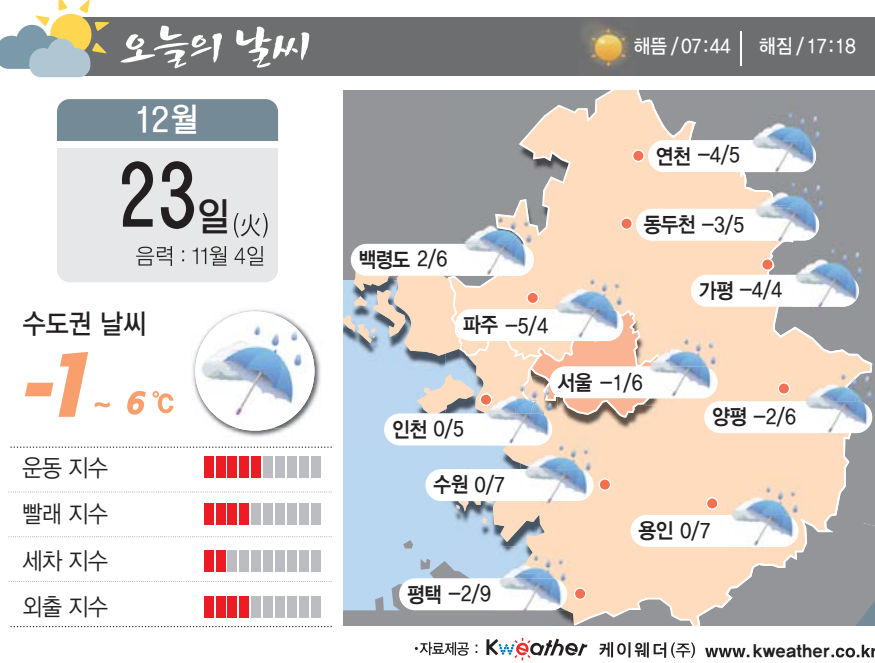 오늘의 날씨
해뜸/07:44 해짐/17:18
12월
23일(火)
음력 : 11월 4일
수도권 날씨
-1 ~ 6℃
운동 지수
빨래 지수
세차 지수
외출 지수
연천 -4/5
동두천 -3/5
백령도 2/6
가평 -4/4
파주 -5/4
서울 -1/6
양평 -2/6
인천 0/5
수원 0/7
용인 0/7
평택 -2/9
·자료제공 : Kweather 케이웨더(주) www.kweather.co.kr